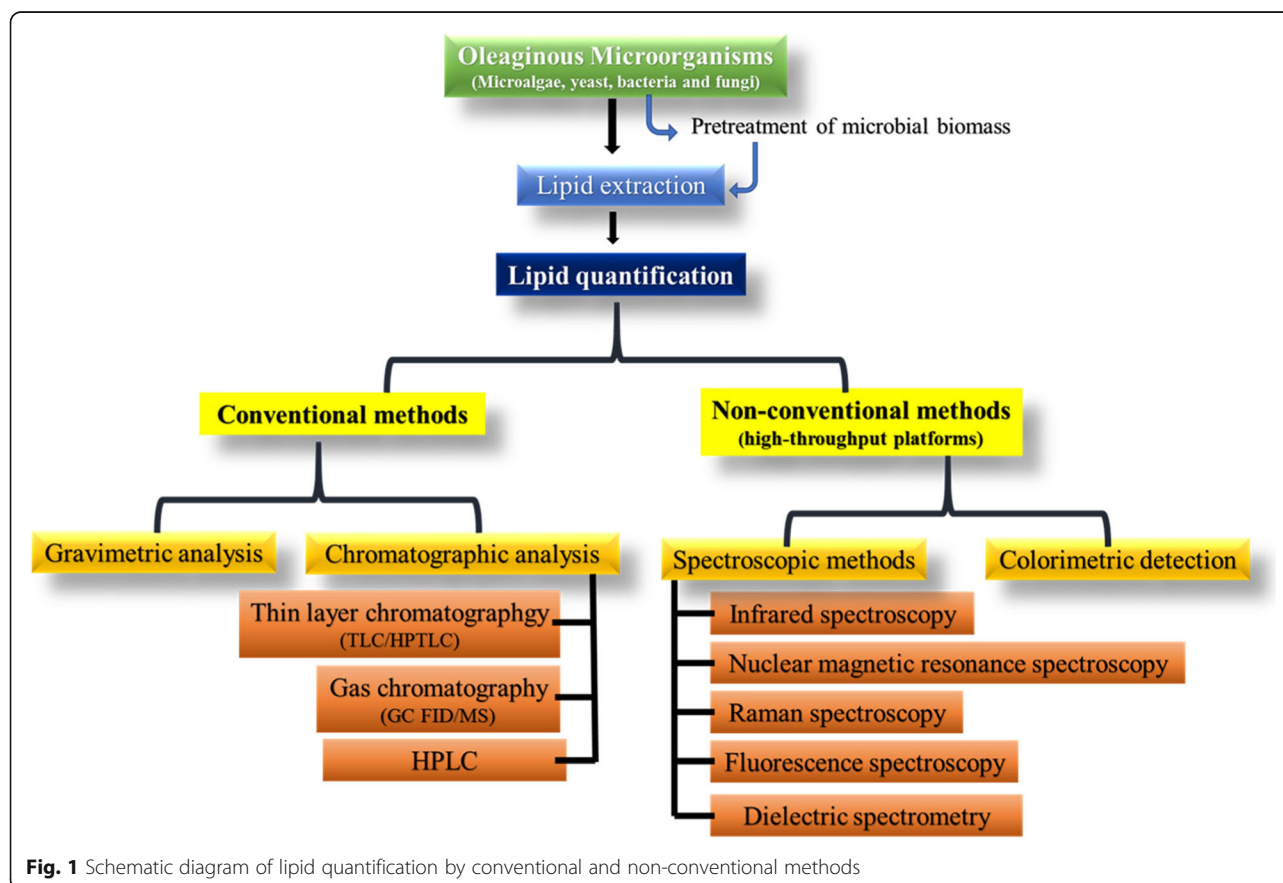 Oleaginous Microorganisms
(Microalgae, yeast, bacteria and fungi)
Pretreatment of microbial biomass
Lipid extraction
Lipid quantification
Conventional methods
Non-conventional methods
(high-throughput platforms)
Gravimetric analysis
Chromatographic analysis
Thin layer chromatographgy
(TLC/HPTLC)
Gas chromatography
(GC FID/MS)
HPLC
Spectroscopic methods
Colorimetric detection
Infrared spectroscopy
Nuclear magnetic resonance spectroscopy
Raman spectroscopy
Fluorescence spectroscopy
Dielectric spectrometry
Fig. 1 Schematic diagram of lipid quantification by conventional and non-conventional methods